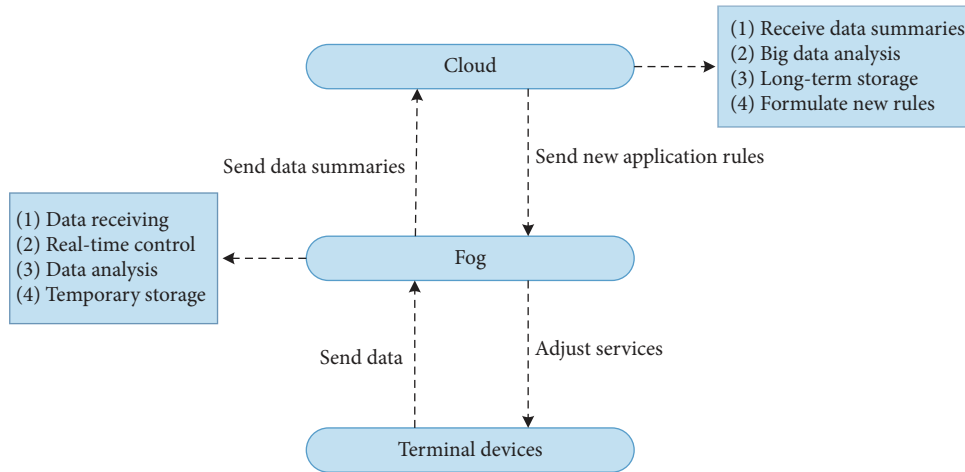 Cloud
(1) Receive data summaries
(2) Big data analysis
(3) Long-term storage
(4) Formulate new rules
Send data summaries
Send new application rules
(1) Data receiving
(2) Real-time control
(3) Data analysis
(4) Temporary storage
Fog
Send data
Adjust services
Terminal devices